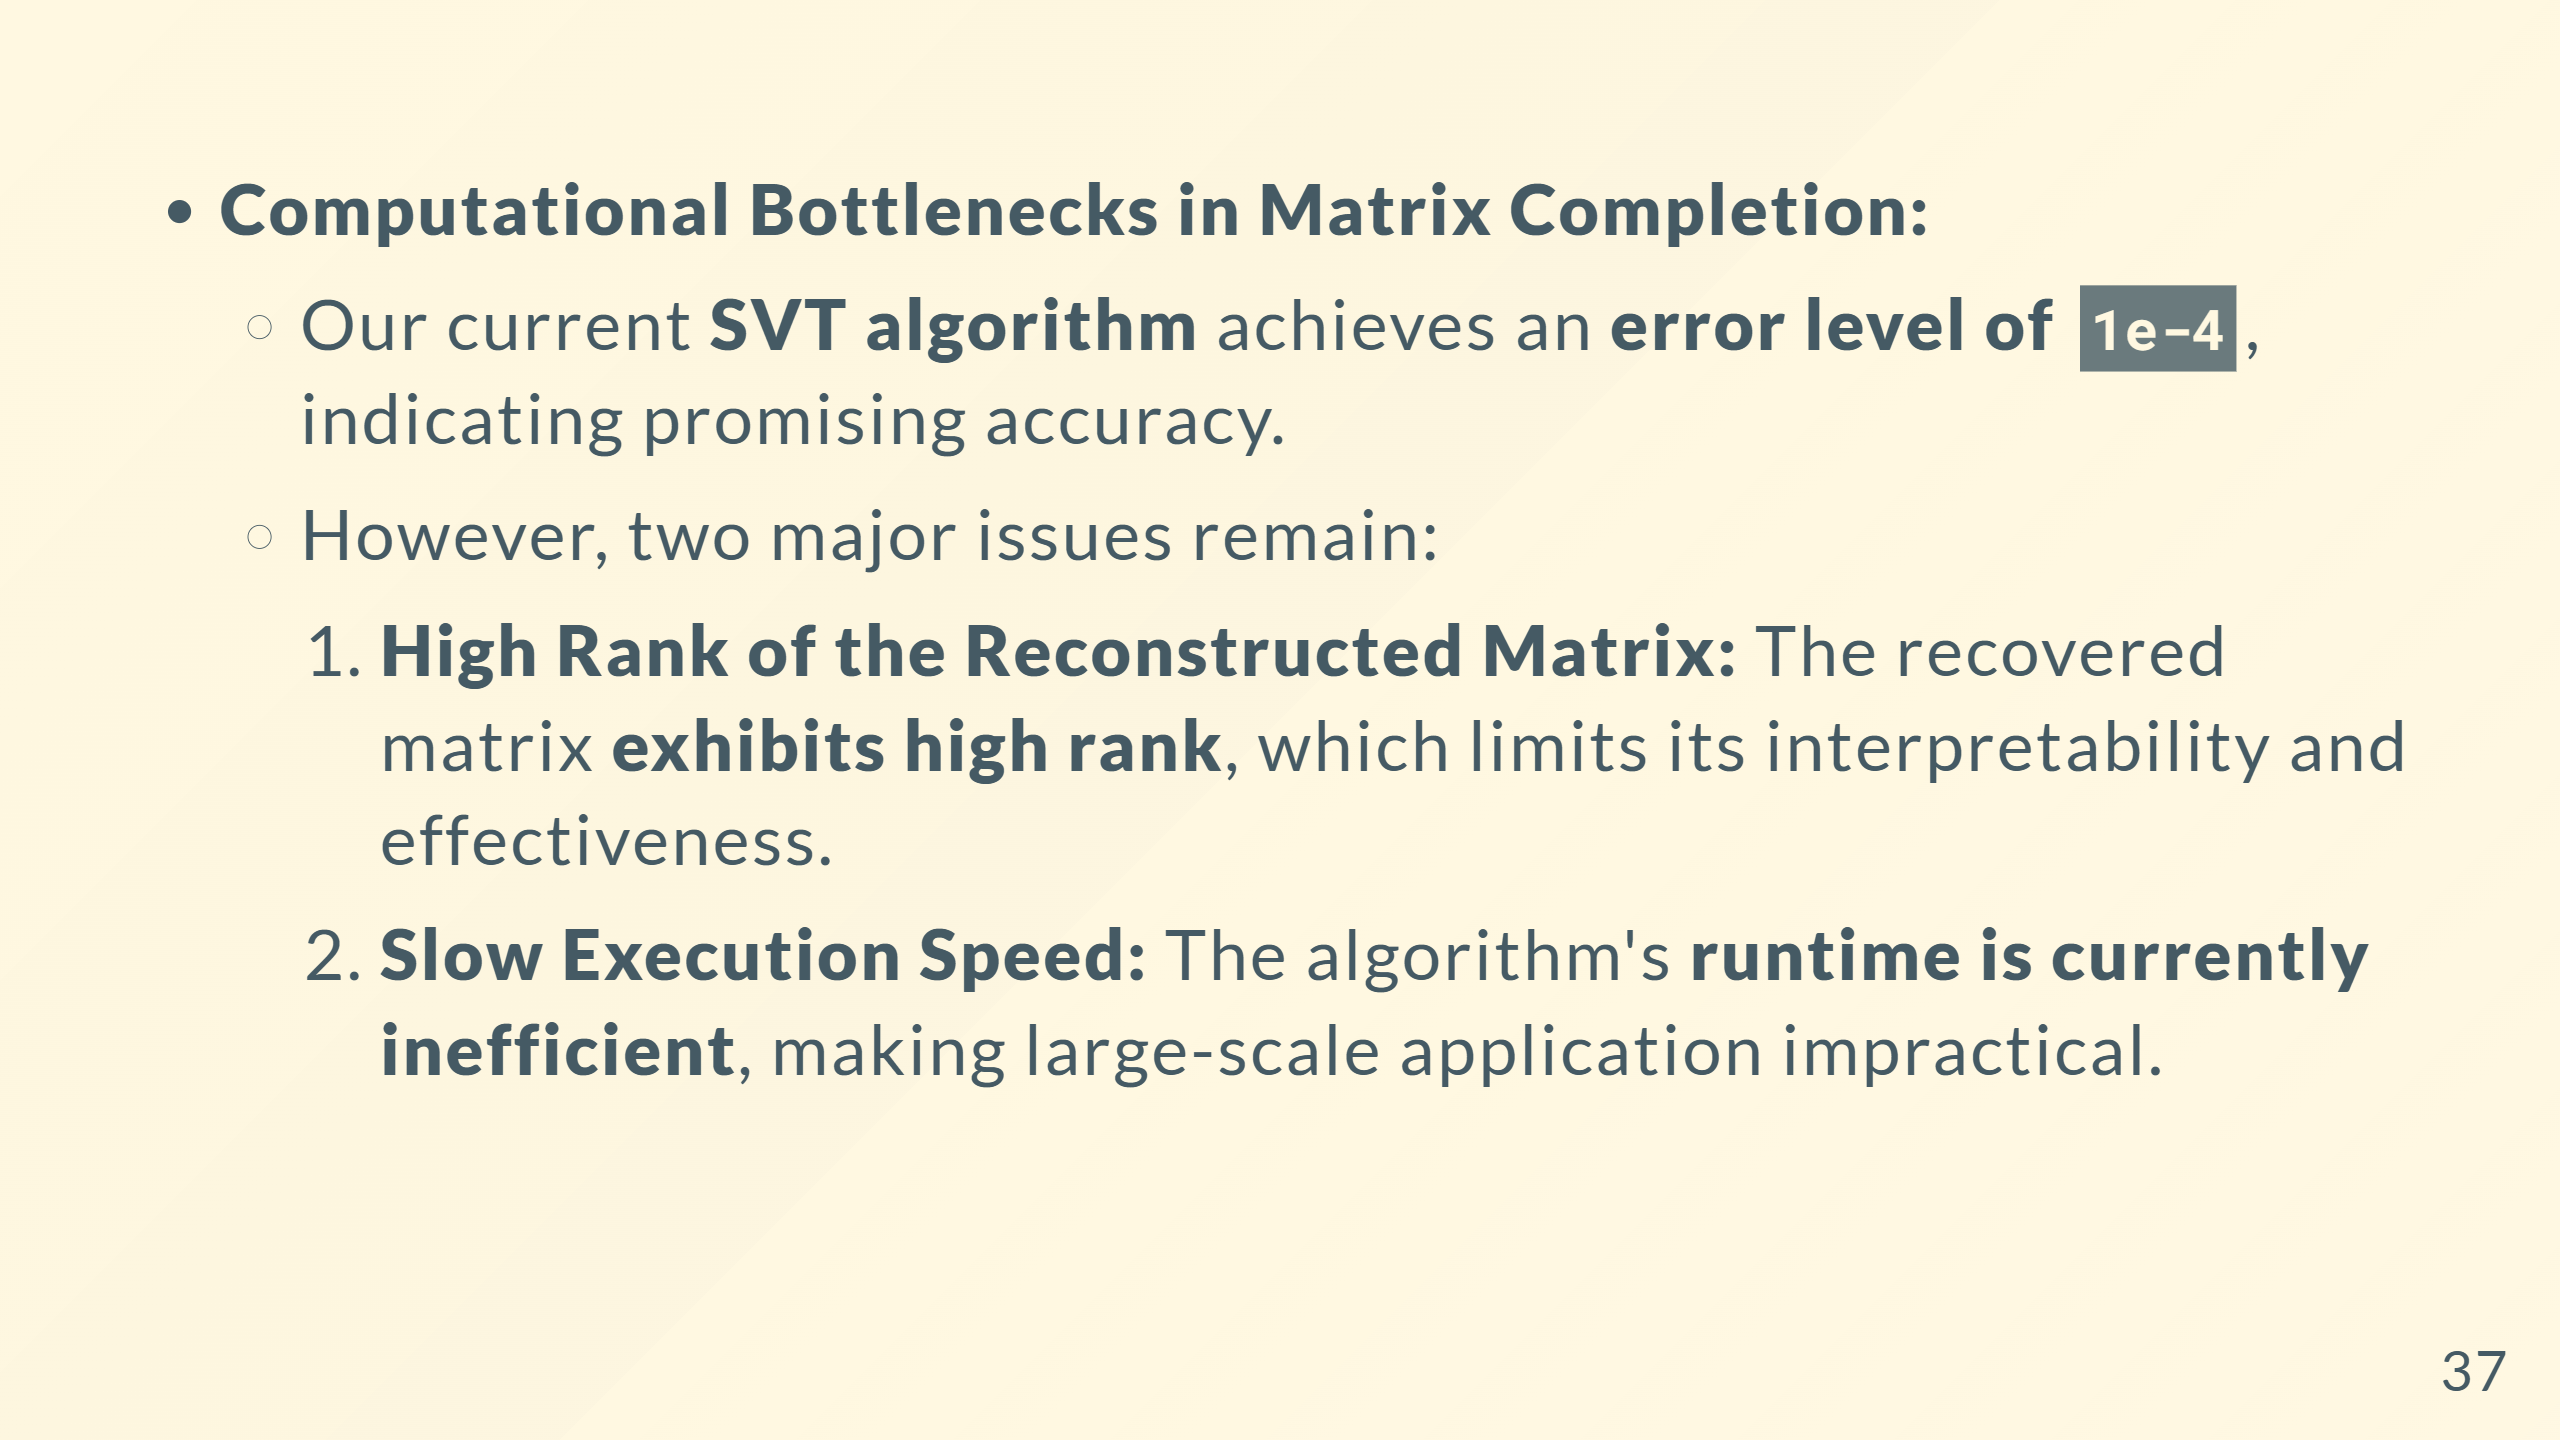 • Computational Bottlenecks in Matrix Completion:
○ Our current SVT algorithm achieves an error level of 1e-4,
indicating promising accuracy.
○ However, two major issues remain:
1. High Rank of the Reconstructed Matrix: The recovered
matrix exhibits high rank, which limits its interpretability and
effectiveness.
2. Slow Execution Speed: The algorithm's runtime is currently
inefficient, making large-scale application impractical.
37